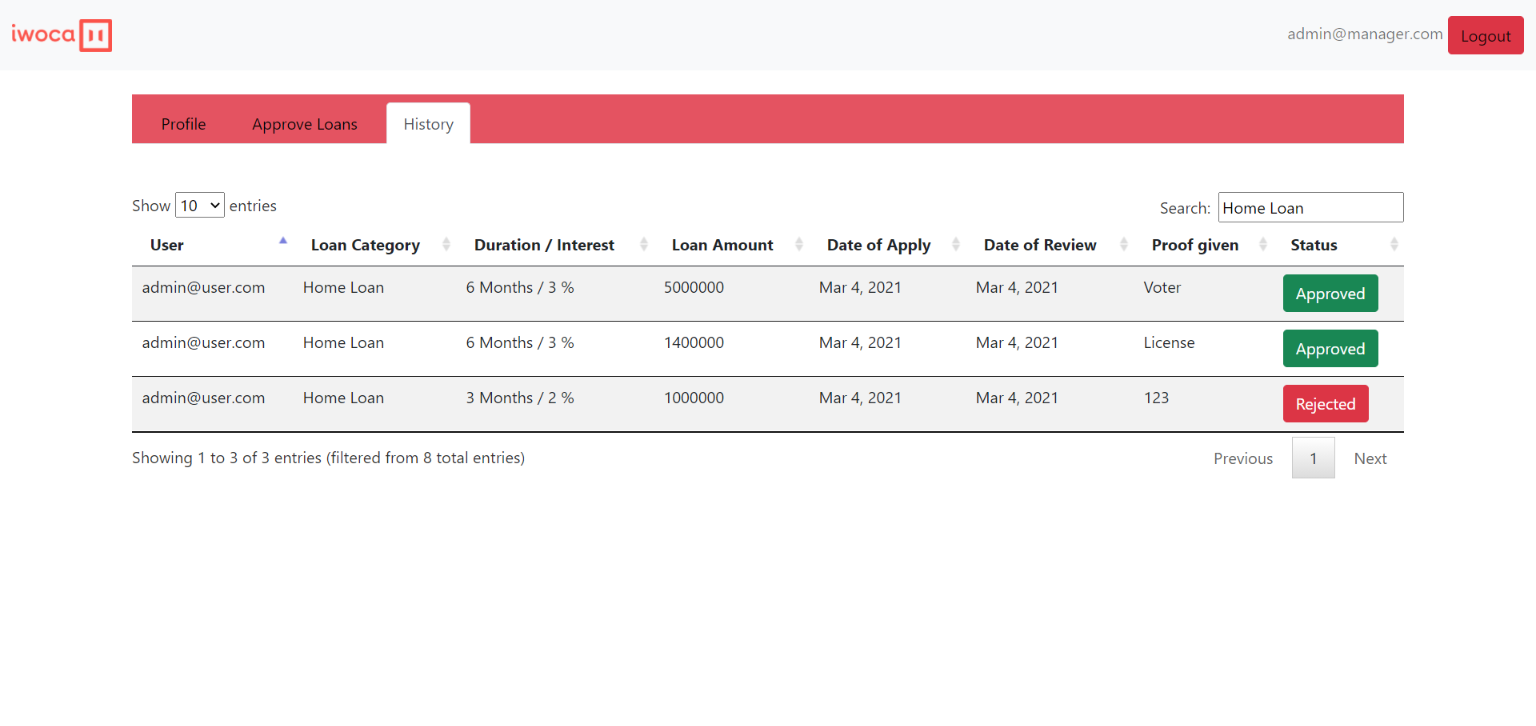 iwoca
admin@manager.com Logout
Profile Approve Loans History
Show 10 entries Search: Home Loan
User Loan Category Duration / Interest Loan Amount Date of Apply Date of Review Proof given Status
admin@user.com Home Loan 6 Months / 3 % 5000000 Mar 4, 2021 Mar 4, 2021 Voter Approved
admin@user.com Home Loan 6 Months / 3 % 1400000 Mar 4, 2021 Mar 4, 2021 License Approved
admin@user.com Home Loan 3 Months / 2 % 1000000 Mar 4, 2021 Mar 4, 2021 123 Rejected
Showing 1 to 3 of 3 entries (filtered from 8 total entries) Previous 1 Next